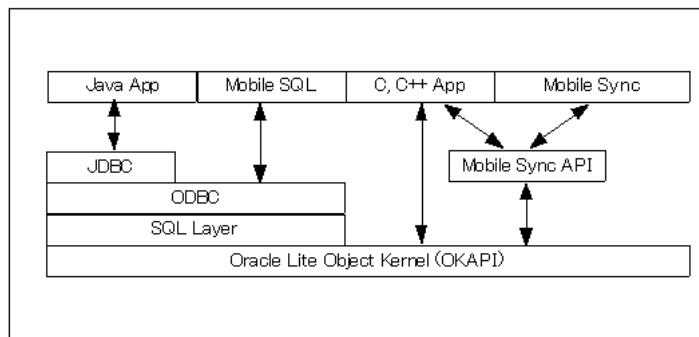 Java App
Mobile SQL
C, C++ App
Mobile Sync
JDBC
Mobile Sync API
ODBC
SQL Layer
Oracle Lite Object Kernel (OKAPI)